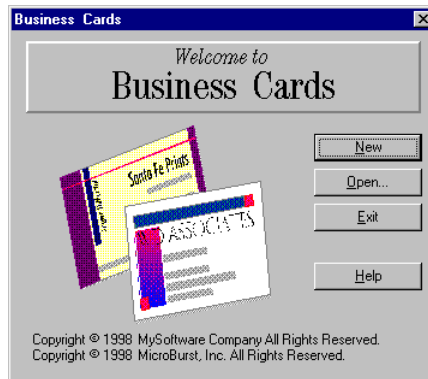 Business Cards
Welcome to
Business Cards
Santa Fe Prints
ASSOCIATES
New
Open...
Exit
Help
Copyright © 1998 MySoftware Company All Rights Reserved.
Copyright © 1998 MicroBurst, Inc. All Rights Reserved.